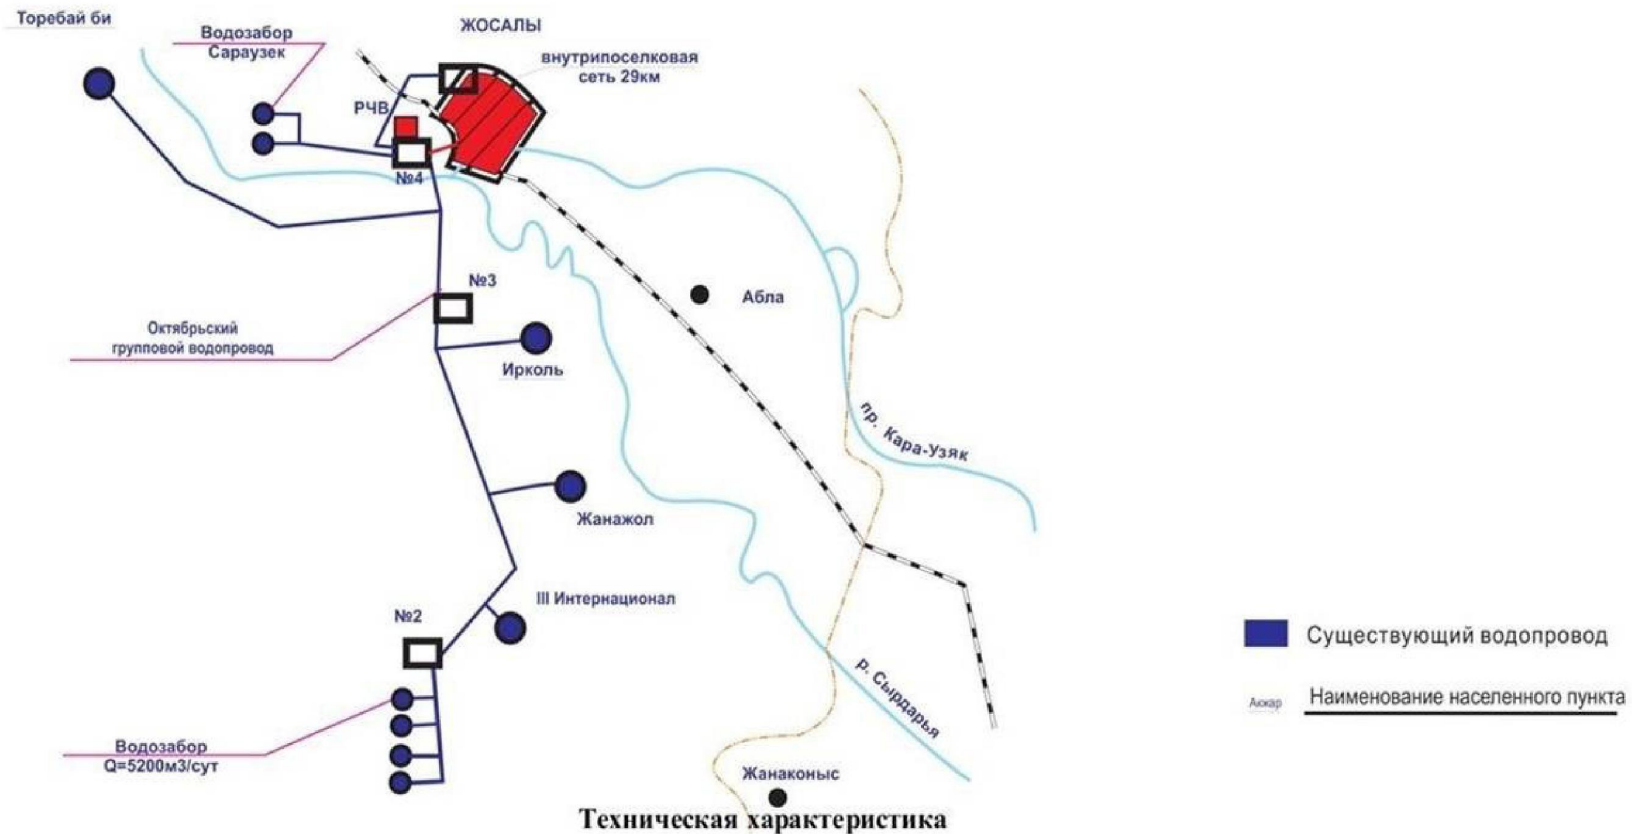 Торебай би
Водозабор
Сараузек
ЖОСАЛЫ
внутрипоселковая
сеть 29км
РЧВ
№4
№3
Абла
Октябрьский
групповой водопровод
Ирколь
пр. Кара-Узяк
Жанажол
III Интернационал
№2
р. Сырдарья
Водозабор
Q=5200м3/сут
Жанаконыс
Существующий водопровод
Аккар
Наименование населенного пункта
Техническая характеристика